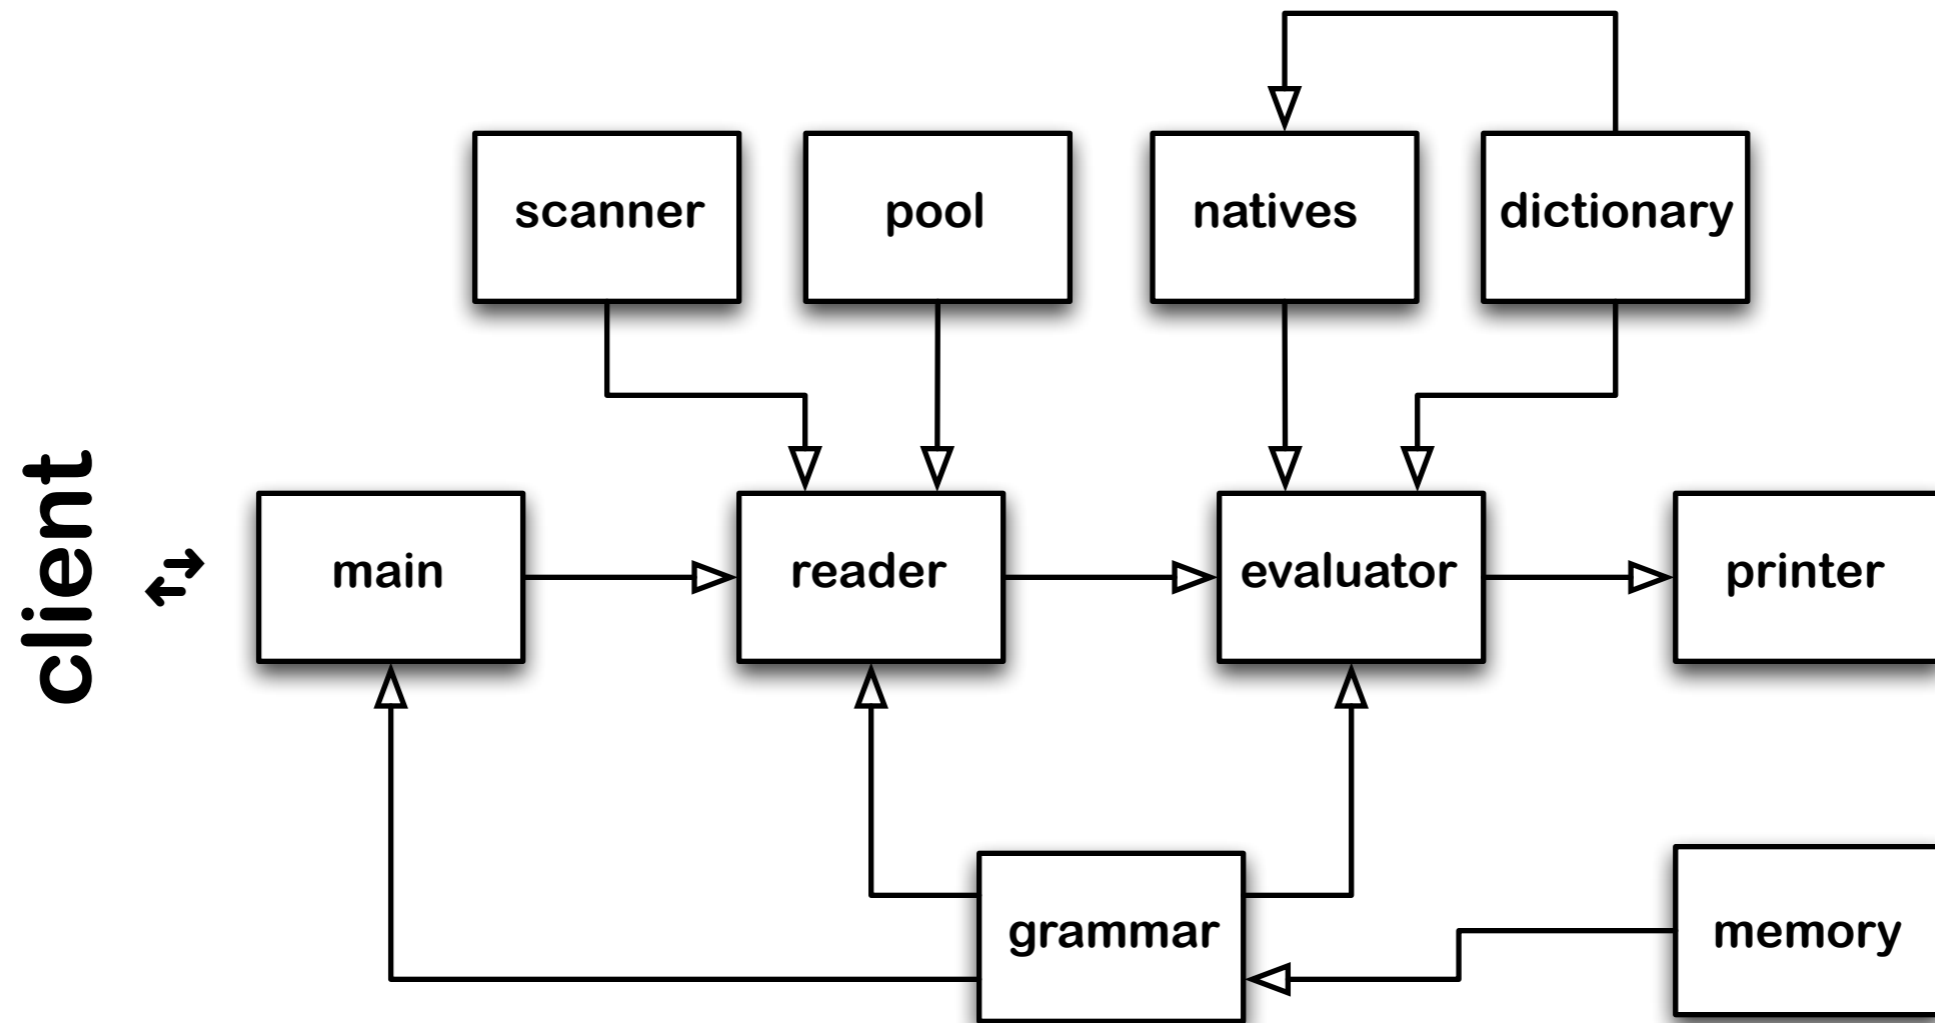 scanner
pool
natives
dictionary
client
main
reader
evaluator
printer
grammar
memory